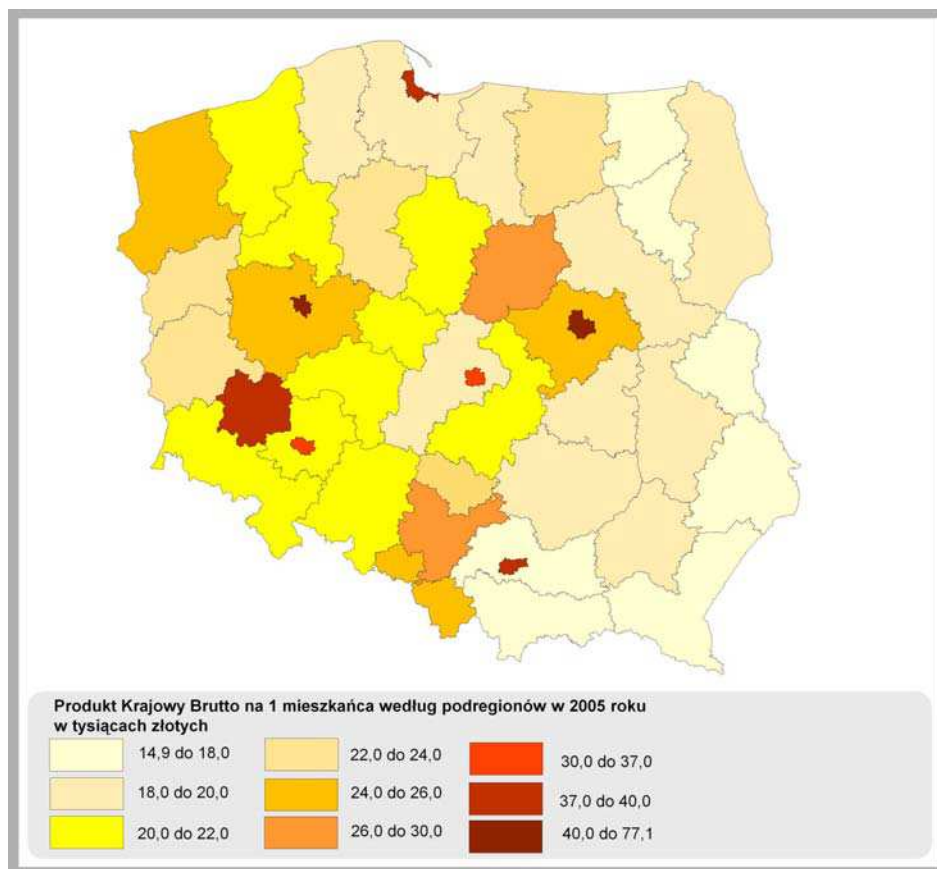 Produkt Krajowy Brutto na 1 mieszkańca według podregionów w 2005 roku
w tysiącach złotych
14,9 do 18,0
18,0 do 20,0
20,0 do 22,0
22,0 do 24,0
24,0 do 26,0
26,0 do 30,0
30,0 do 37,0
37,0 do 40,0
40,0 do 77,1